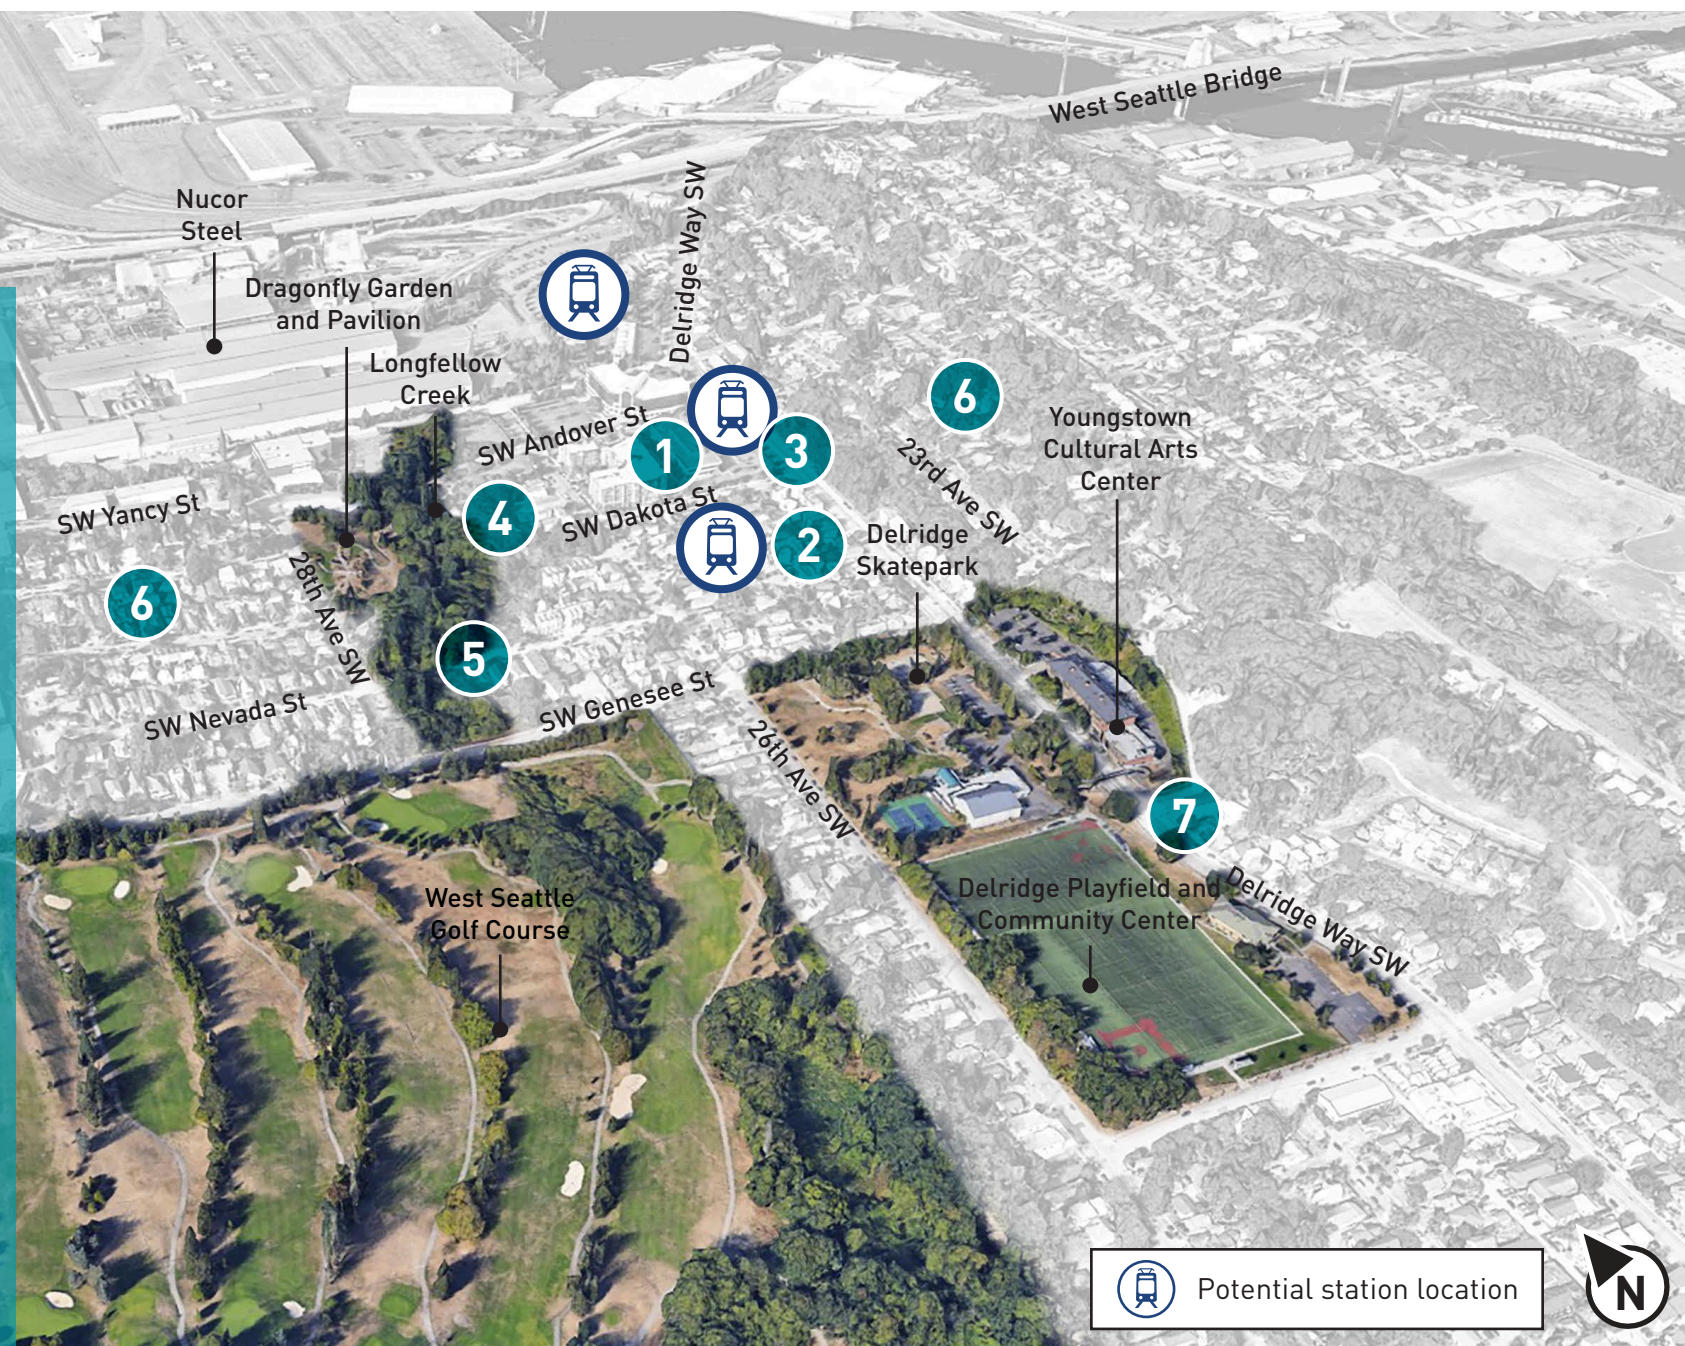 West Seattle Bridge
Nucor
Steel
Delridge Way SW
Dragonfly Garden
and Pavilion
Longfellow
Creek
6
Youngstown
Cultural Arts
Center
SW Andover St
1
3
23rd Ave SW
SW Yancy St
4
SW Dakota St
2
Delridge
Skatepark
6
28th Ave SW
5
SW Nevada St
SW Genesee St
26th Ave SW
7
West Seattle
Golf Course
Delridge Playfield and
Community Center
Delridge Way SW
Potential station location
N